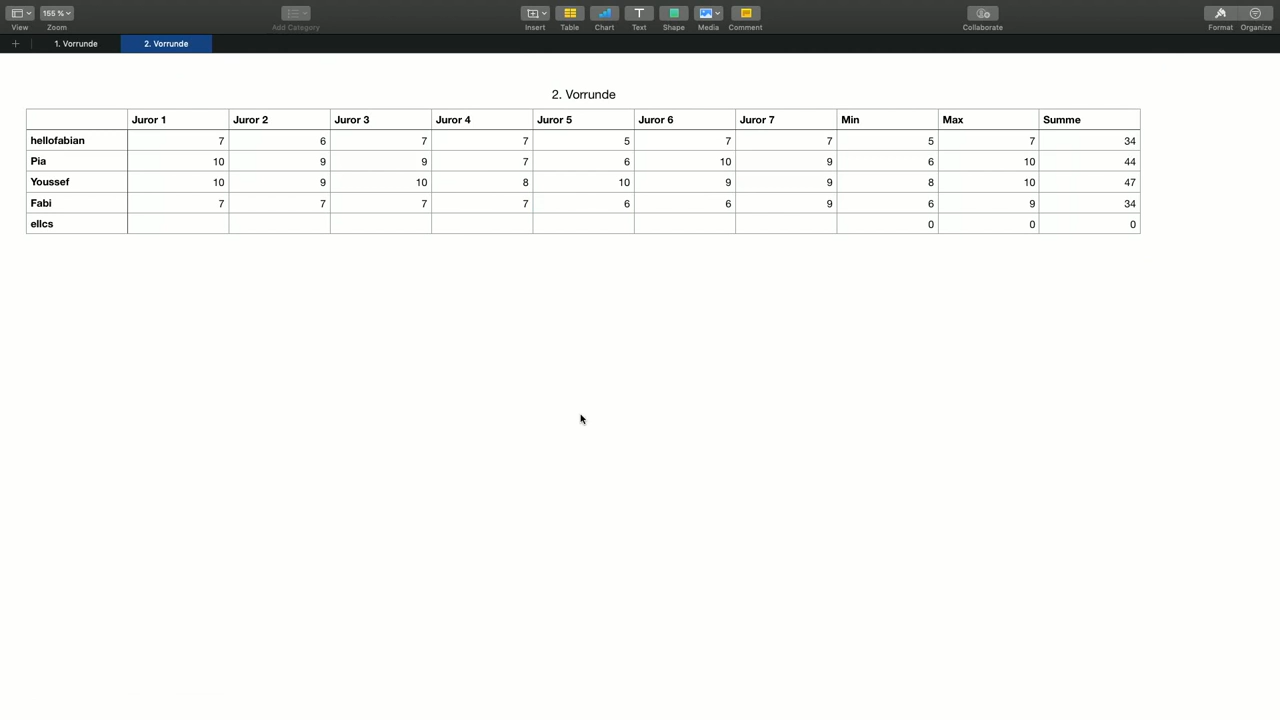 155 %
View Zoom Add Category Insert Table Chart Text Shape Media Comment Collaborate Format Organize
1. Vorrunde 2. Vorrunde
2. Vorrunde
Juror 1 Juror 2 Juror 3 Juror 4 Juror 5 Juror 6 Juror 7 Min Max Summe
hellofabian 7 6 7 7 5 7 7 5 7 34
Pia 10 9 9 7 6 10 9 6 10 44
Youssef 10 9 10 8 10 9 9 8 10 47
Fabi 7 7 7 7 6 6 9 6 9 34
ellcs 0 0 0